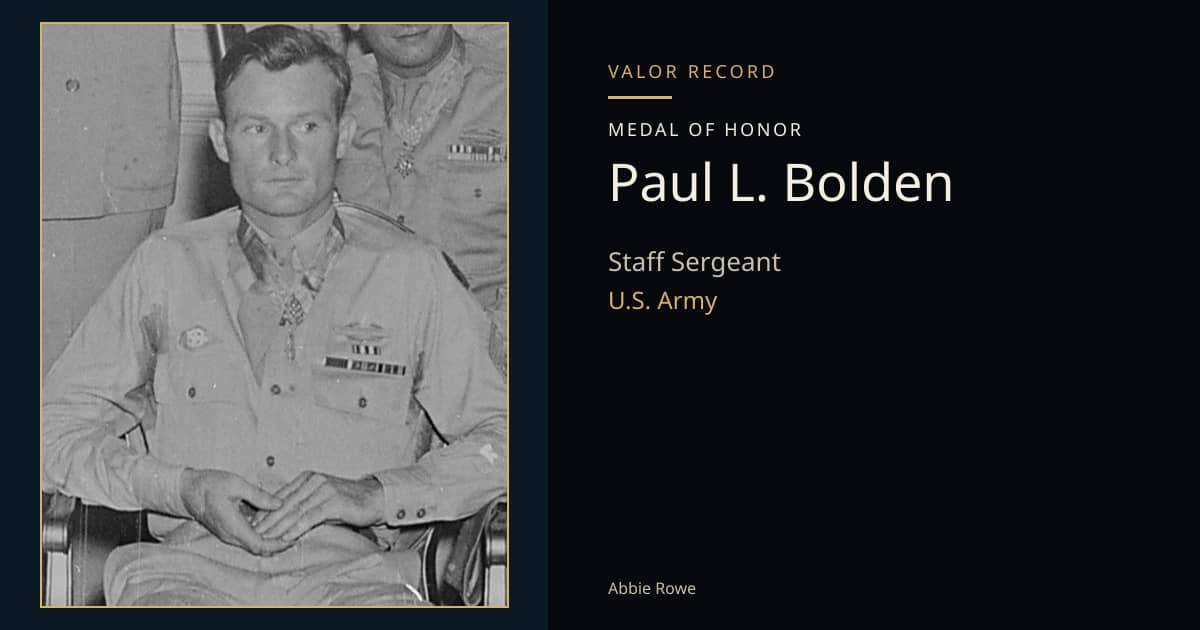 VALOR RECORD
MEDAL OF HONOR
Paul L. Bolden
Staff Sergeant
U.S. Army
Abbie Rowe